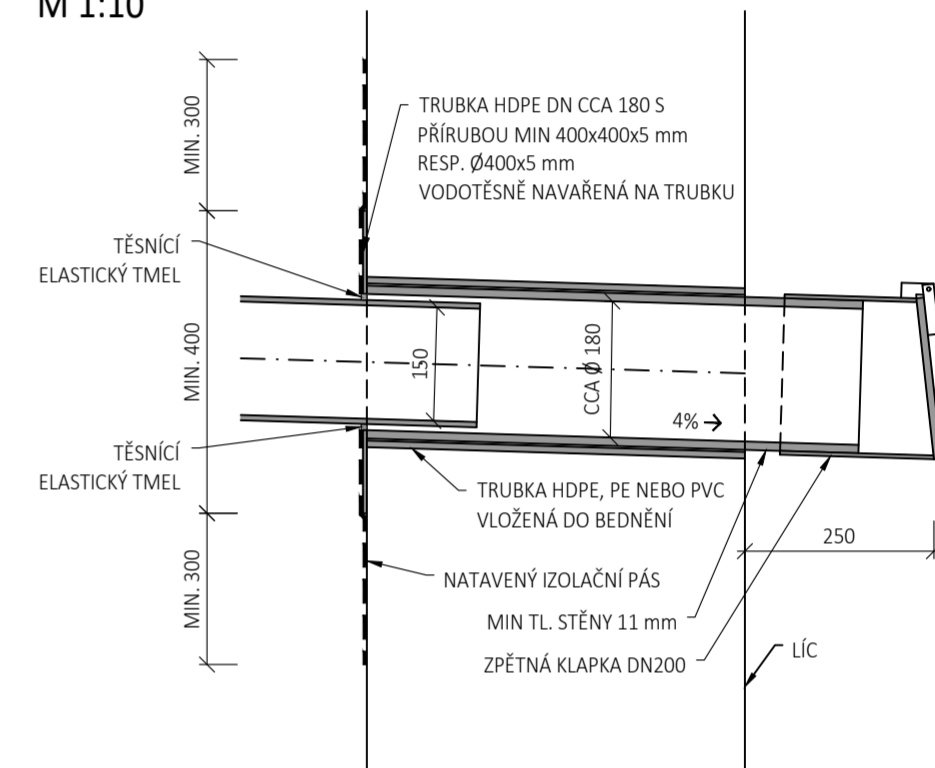 M 1:10
MIN. 300
TRUBKA HDPE DN CCA 180 S
PŘÍRUBOU MIN 400x400x5 mm
RESP. Ø400x5 mm
VODOTĚSNĚ NAVAŘENÁ NA TRUBKU
TĚSNÍCÍ
ELASTICKÝ TMEL
MIN. 400
150
CCA Ø 180
4%
TĚSNÍCÍ
ELASTICKÝ TMEL
TRUBKA HDPE, PE NEBO PVC
VLOŽENÁ DO BEDNĚNÍ
250
MIN. 300
NATAVENÝ IZOLAČNÍ PÁS
MIN TL. STĚNY 11 mm
LÍC
ZPĚTNÁ KLAPKA DN200